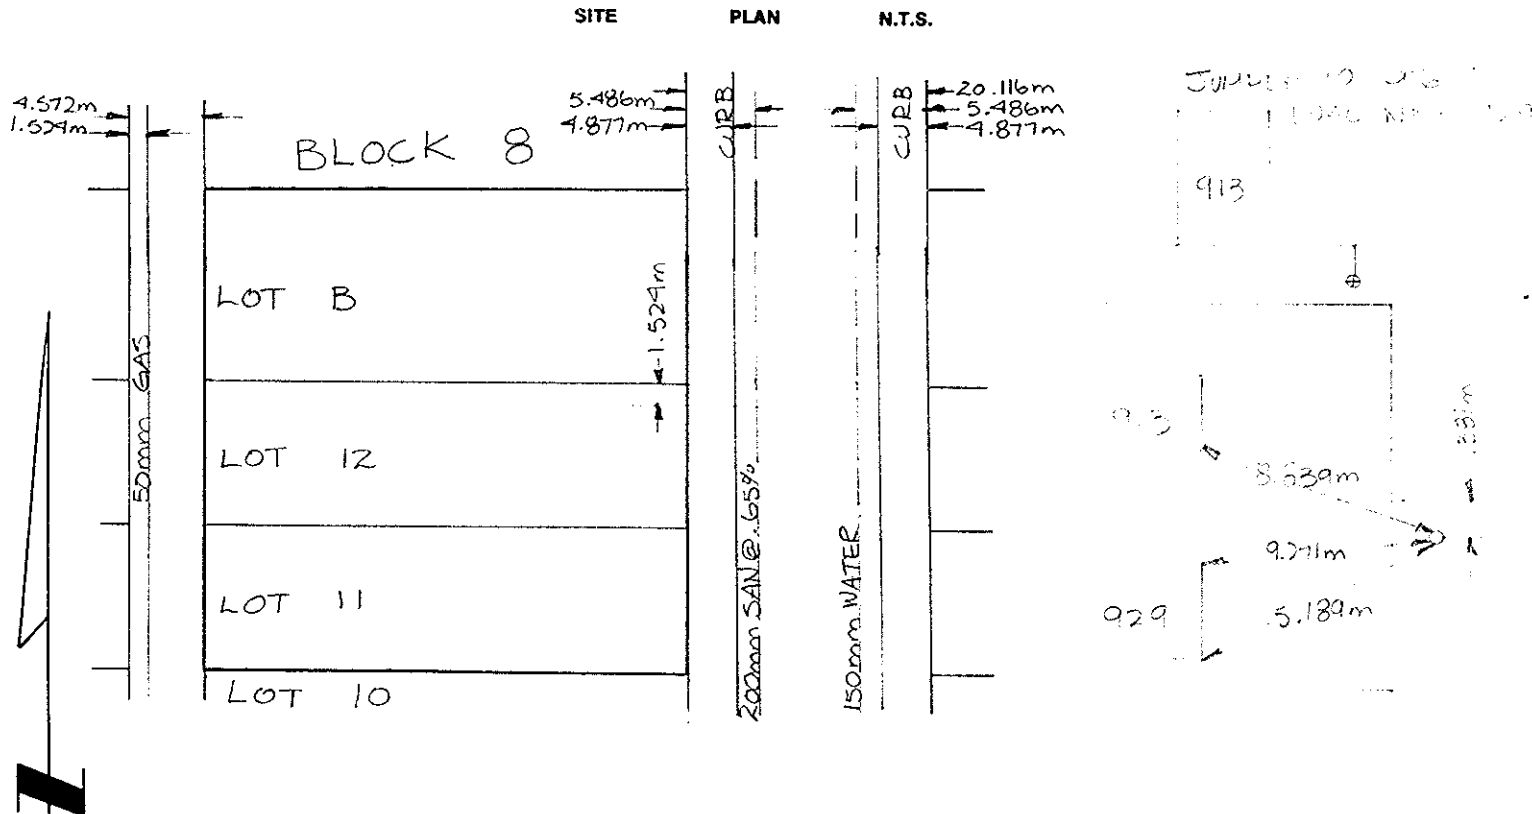 SITE PLAN N.T.S.
4.572m
1.524m
5.486m
4.877m
CURB
CURB
20.116m
5.486m
4.877m
BLOCK 8
913
LOT B
1.524m
50mm GAS
LOT 12
200mm SAN @ .65%
150mm WATER
8.639m
9.271m
LOT 11
929
5.189m
LOT 10
N